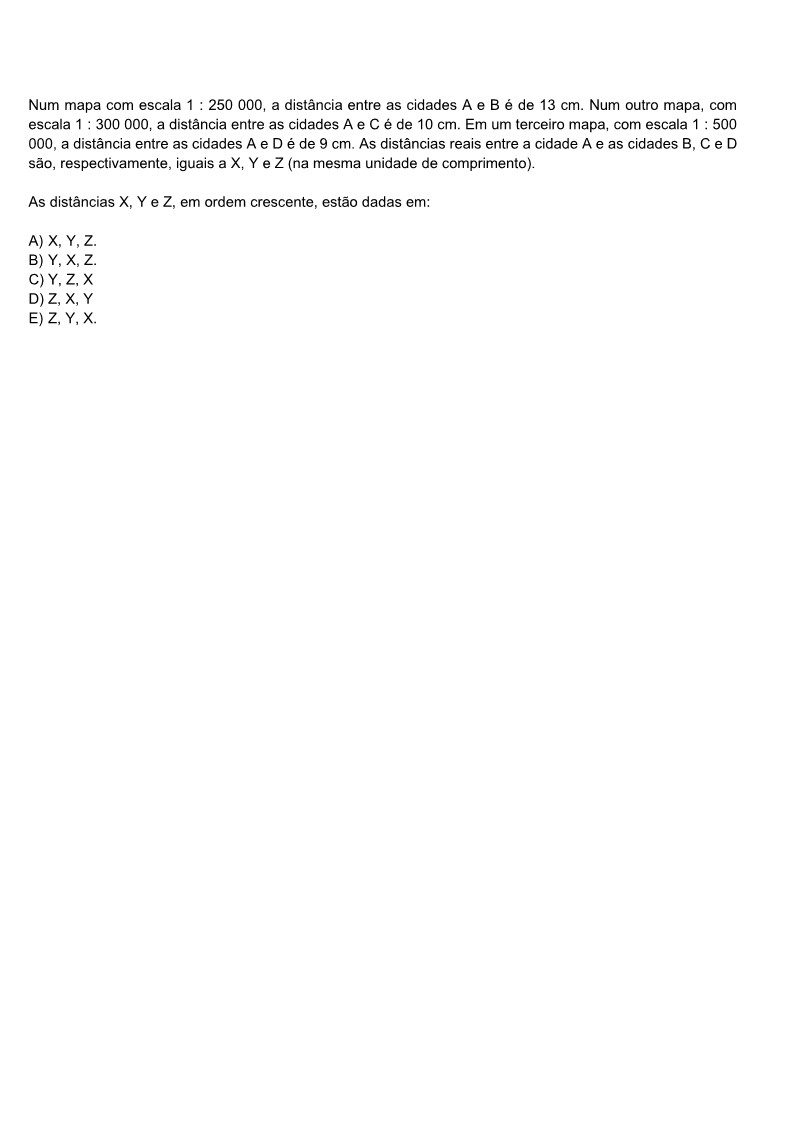 Num mapa com escala 1 : 250 000, a distância entre as cidades A e B é de 13 cm. Num outro mapa, com
escala 1 : 300 000, a distância entre as cidades A e C é de 10 cm. Em um terceiro mapa, com escala 1 : 500
000, a distância entre as cidades A e D é de 9 cm. As distâncias reais entre a cidade A e as cidades B, C e D
são, respectivamente, iguais a X, Y e Z (na mesma unidade de comprimento).
As distâncias X, Y e Z, em ordem crescente, estão dadas em:
A) X, Y, Z.
B) Y, X, Z.
C) Y, Z, X
D) Z, X, Y
E) Z, Y, X.